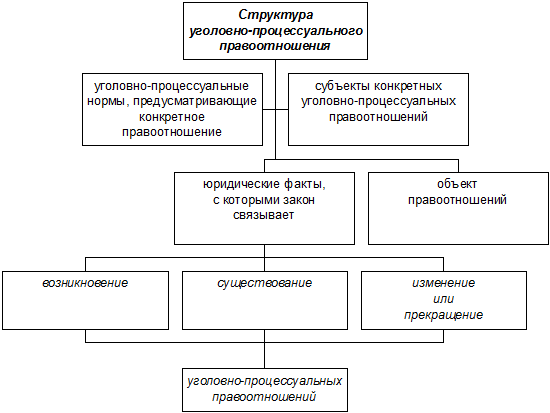 Структура
уголовно-процессуального
правоотношения
уголовно-процессуальные
нормы, предусматривающие
конкретное
правоотношение
субъекты конкретных
уголовно-процессуальных
правоотношений
юридические факты,
с которыми закон
связывает
объект
правоотношений
возникновение
существование
изменение
или
прекращение
уголовно-процессуальных
правоотношений